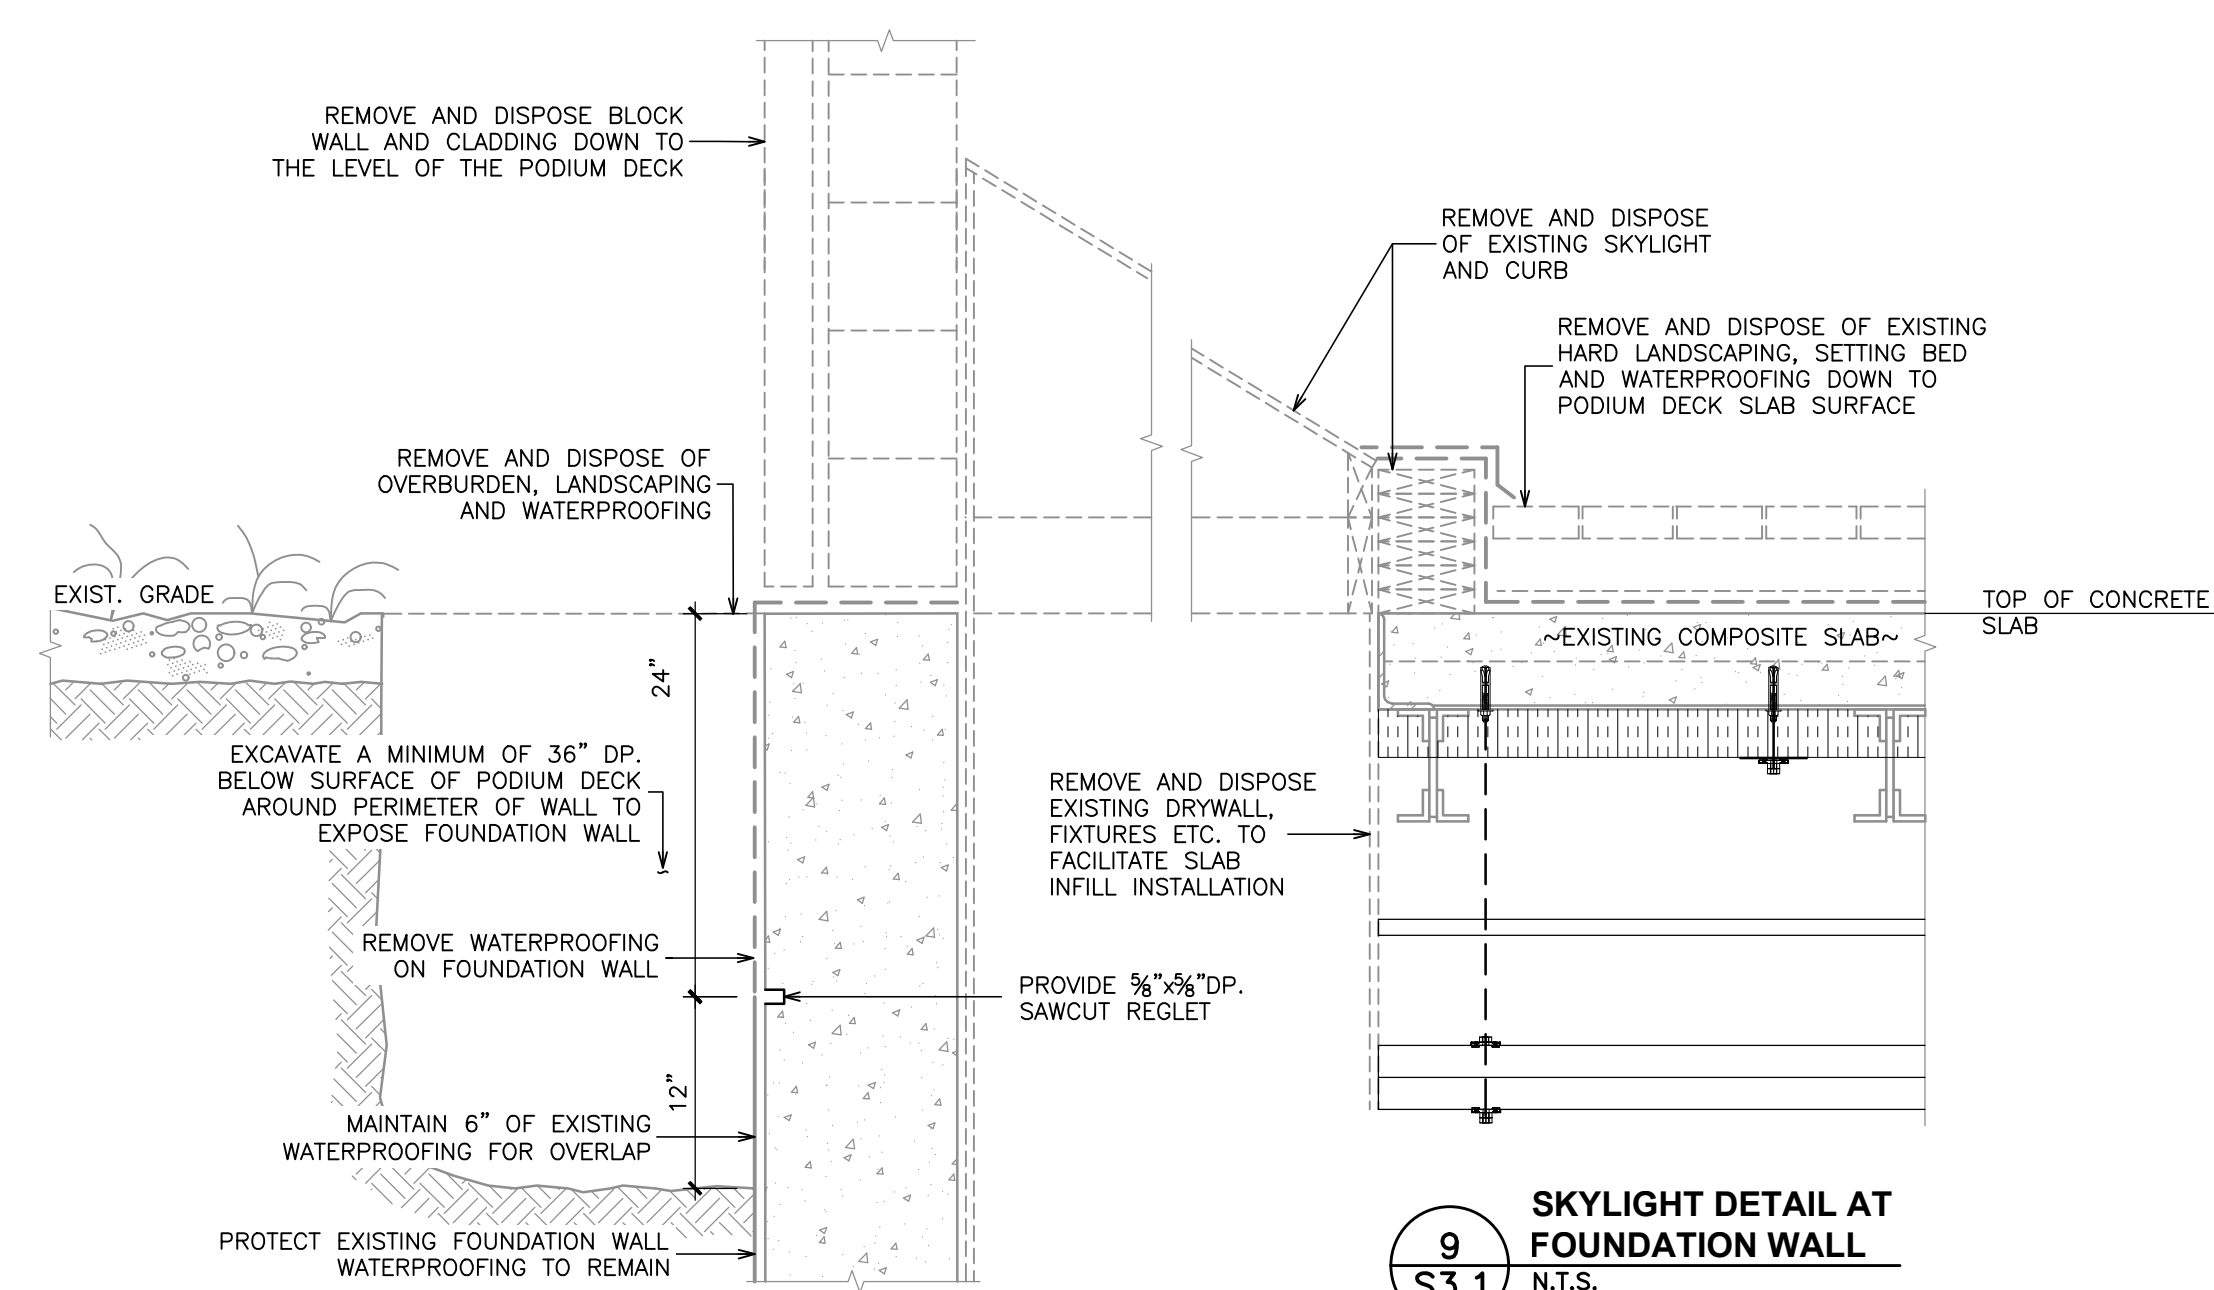 REMOVE AND DISPOSE BLOCK
WALL AND CLADDING DOWN TO
THE LEVEL OF THE PODIUM DECK
REMOVE AND DISPOSE
OF EXISTING SKYLIGHT
AND CURB
REMOVE AND DISPOSE OF EXISTING
HARD LANDSCAPING, SETTING BED
AND WATERPROOFING DOWN TO
PODIUM DECK SLAB SURFACE
REMOVE AND DISPOSE OF
OVERBURDEN, LANDSCAPING
AND WATERPROOFING
EXIST. GRADE
TOP OF CONCRETE
SLAB
~EXISTING COMPOSITE SLAB~
24"
EXCAVATE A MINIMUM OF 36" DP.
BELOW SURFACE OF PODIUM DECK
AROUND PERIMETER OF WALL TO
EXPOSE FOUNDATION WALL
REMOVE AND DISPOSE
EXISTING DRYWALL,
FIXTURES ETC. TO
FACILITATE SLAB
INFILL INSTALLATION
REMOVE WATERPROOFING
ON FOUNDATION WALL
PROVIDE ⅝"x⅝"DP.
SAWCUT REGLET
12"
MAINTAIN 6" OF EXISTING
WATERPROOFING FOR OVERLAP
PROTECT EXISTING FOUNDATION WALL
WATERPROOFING TO REMAIN
9
S3.1
SKYLIGHT DETAIL AT
FOUNDATION WALL
N.T.S.